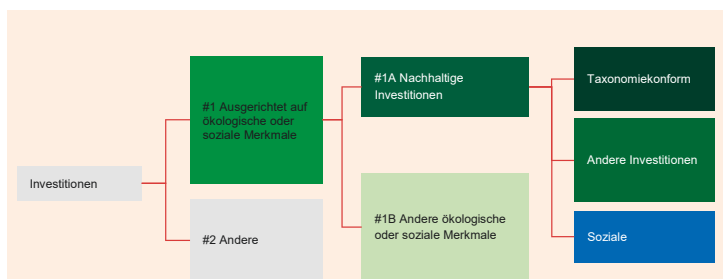 Investitionen
#1 Ausgerichtet auf
ökologische oder
soziale Merkmale
#2 Andere
#1A Nachhaltige
Investitionen
#1B Andere ökologische
oder soziale Merkmale
Taxonomiekonform
Andere Investitionen
Soziale